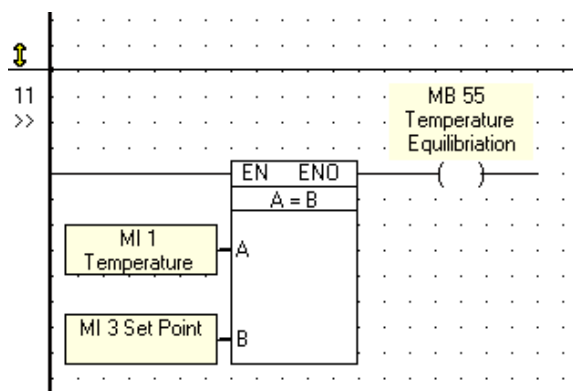 11
>>
MB 55
Temperature
Equilibriation
EN ENO
A = B
MI 1
Temperature
A
MI 3 Set Point
B